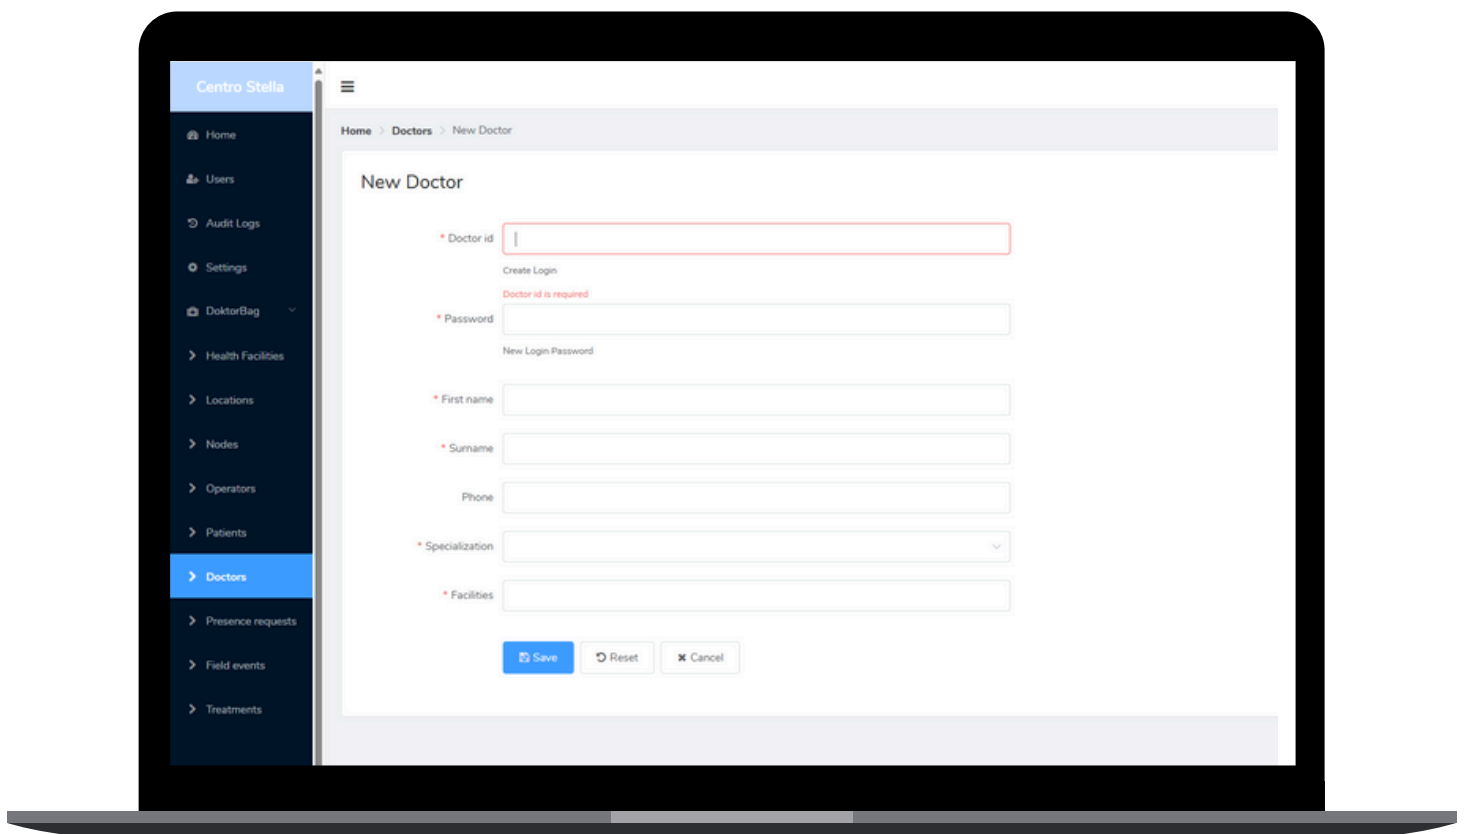 Centro Stella
Home
Users
Audit Logs
Settings
DoktorBag
Health Facilities
Locations
Nodes
Operators
Patients
Doctors
Presence requests
Field events
Treatments
Home > Doctors > New Doctor
New Doctor
* Doctor id
Create Login
Doctor id is required
* Password
New Login Password
* First name
* Surname
Phone
* Specialization
* Facilities
Save Reset Cancel